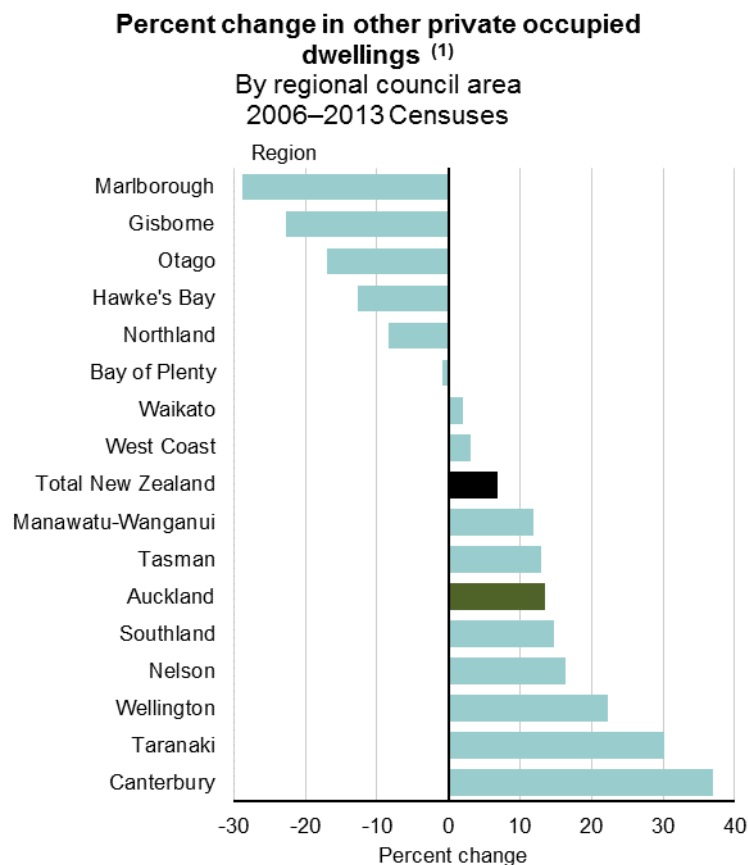 Percent change in other private occupied
dwellings (1)
By regional council area
2006–2013 Censuses
Region
Marlborough
Gisborne
Otago
Hawke's Bay
Northland
Bay of Plenty
Waikato
West Coast
Total New Zealand
Manawatu-Wanganui
Tasman
Auckland
Southland
Nelson
Wellington
Taranaki
Canterbury
-30 -20 -10 0 10 20 30 40
Percent change